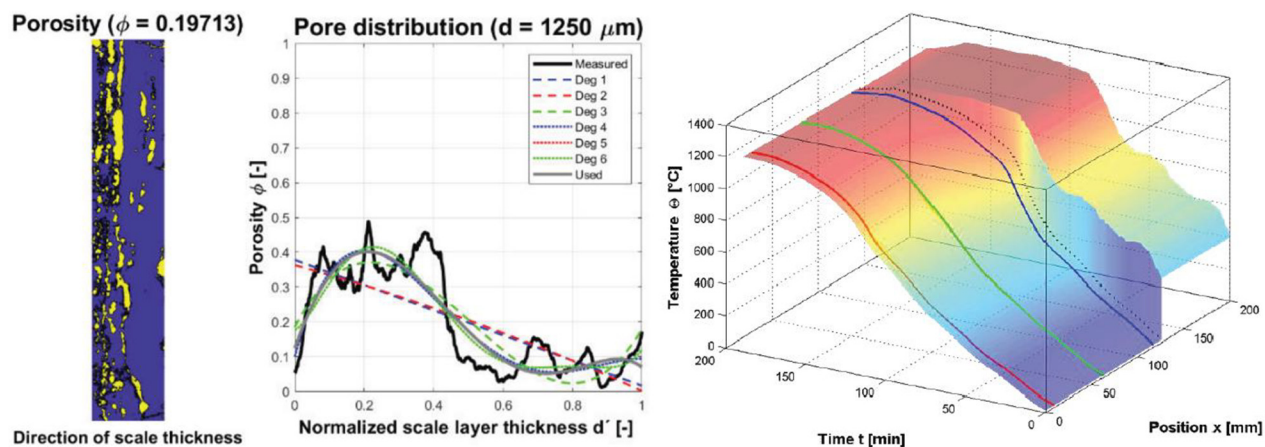 Porosity (ϕ = 0.19713)
Direction of scale thickness
Pore distribution (d = 1250 μm)
Porosity ϕ [-]
1
0.9
0.8
0.7
0.6
0.5
0.4
0.3
0.2
0.1
0
Measured
Deg 1
Deg 2
Deg 3
Deg 4
Deg 5
Deg 6
Used
0 0.2 0.4 0.6 0.8 1
Normalized scale layer thickness d´ [-]
Temperature Θ [°C]
1400
1200
1000
800
600
400
200
0
200
150
100
50
0
Time t [min]
0
50
100
150
200
Position x [mm]